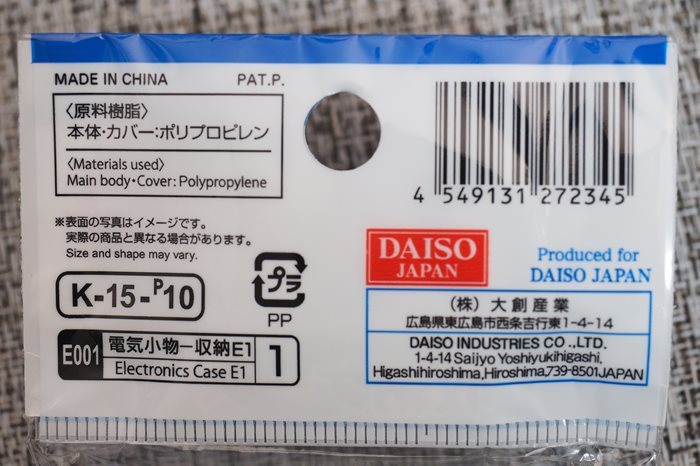 MADE IN CHINA PAT.P.
〈原料樹脂〉
本体・カバー:ポリプロピレン
〈Materials used〉
Main body・Cover: Polypropylene
4 549131 272345
※表面の写真はイメージです。
実際の商品と異なる場合があります。
Size and shape may vary.
K-15-P10
プラ
PP
DAISO
JAPAN
Produced for
DAISO JAPAN
(株)大創産業
広島県東広島市西条吉行東1-4-14
DAISO INDUSTRIES CO.,LTD.
1-4-14 Saijyo Yoshiyukihigashi,
Higashihiroshima,Hiroshima,739-8501JAPAN
E001 電気小物ー収納E1 1
Electronics Case E1